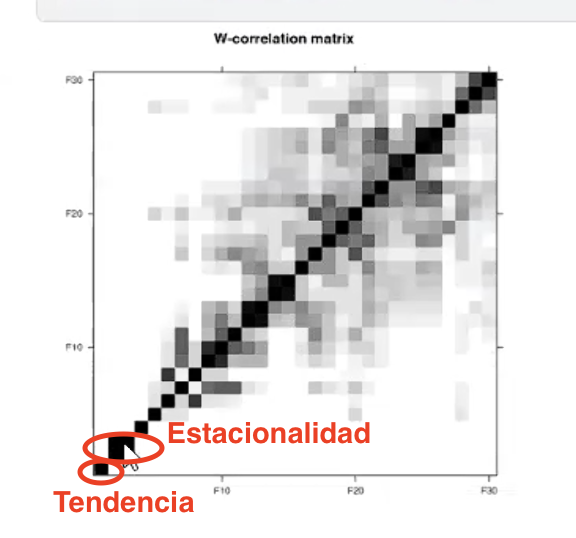 W-correlation matrix
F30
F20
F10
Estacionalidad
Tendencia
F10 F20 F30